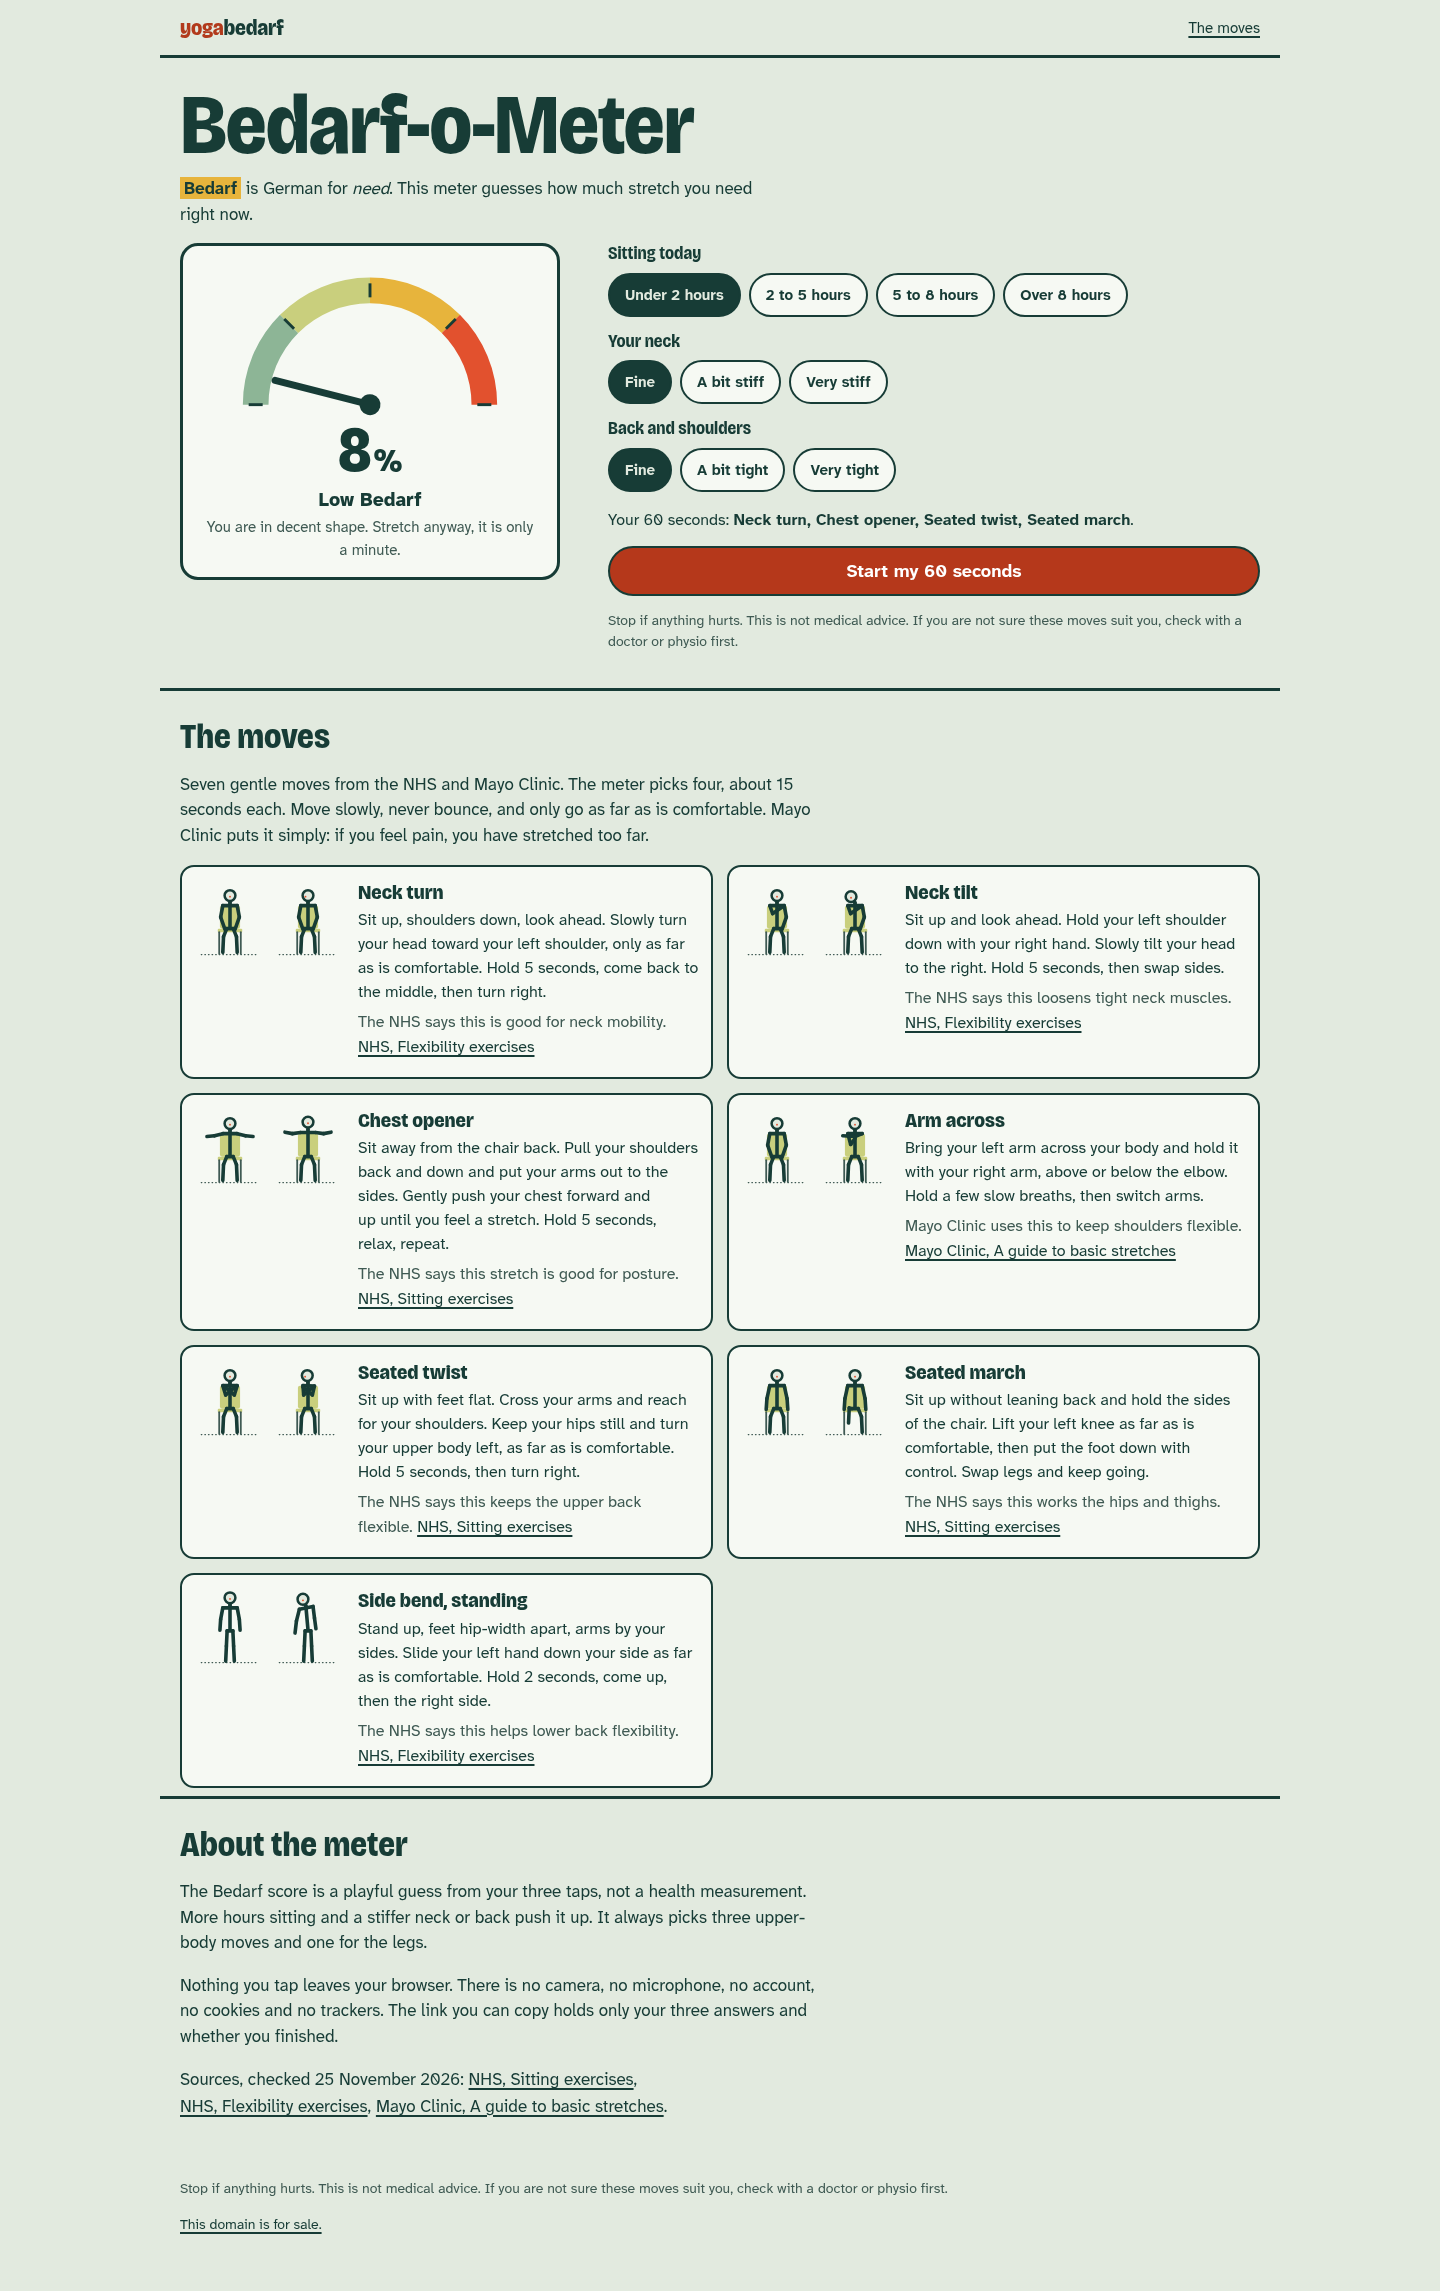 yogabedarf
The moves
Bedarf-o-Meter
Bedarf is German for need. This meter guesses how much stretch you need
right now.
8%
Low Bedarf
You are in decent shape. Stretch anyway, it is only
a minute.
Sitting today
Under 2 hours
2 to 5 hours
5 to 8 hours
Over 8 hours
Your neck
Fine
A bit stiff
Very stiff
Back and shoulders
Fine
A bit tight
Very tight
Your 60 seconds: Neck turn, Chest opener, Seated twist, Seated march.
Start my 60 seconds
Stop if anything hurts. This is not medical advice. If you are not sure these moves suit you, check with a
doctor or physio first.
The moves
Seven gentle moves from the NHS and Mayo Clinic. The meter picks four, about 15
seconds each. Move slowly, never bounce, and only go as far as is comfortable. Mayo
Clinic puts it simply: if you feel pain, you have stretched too far.
Neck turn
Sit up, shoulders down, look ahead. Slowly turn
your head toward your left shoulder, only as far
as is comfortable. Hold 5 seconds, come back to
the middle, then turn right.
The NHS says this is good for neck mobility.
NHS, Flexibility exercises
Neck tilt
Sit up and look ahead. Hold your left shoulder
down with your right hand. Slowly tilt your head
to the right. Hold 5 seconds, then swap sides.
The NHS says this loosens tight neck muscles.
NHS, Flexibility exercises
Chest opener
Sit away from the chair back. Pull your shoulders
back and down and put your arms out to the
sides. Gently push your chest forward and
up until you feel a stretch. Hold 5 seconds,
relax, repeat.
The NHS says this stretch is good for posture.
NHS, Sitting exercises
Arm across
Bring your left arm across your body and hold it
with your right arm, above or below the elbow.
Hold a few slow breaths, then switch arms.
Mayo Clinic uses this to keep shoulders flexible.
Mayo Clinic, A guide to basic stretches
Seated twist
Sit up with feet flat. Cross your arms and reach
for your shoulders. Keep your hips still and turn
your upper body left, as far as is comfortable.
Hold 5 seconds, then turn right.
The NHS says this keeps the upper back
flexible. NHS, Sitting exercises
Seated march
Sit up without leaning back and hold the sides
of the chair. Lift your left knee as far as is
comfortable, then put the foot down with
control. Swap legs and keep going.
The NHS says this works the hips and thighs.
NHS, Sitting exercises
Side bend, standing
Stand up, feet hip-width apart, arms by your
sides. Slide your left hand down your side as far
as is comfortable. Hold 2 seconds, come up,
then the right side.
The NHS says this helps lower back flexibility.
NHS, Flexibility exercises
About the meter
The Bedarf score is a playful guess from your three taps, not a health measurement.
More hours sitting and a stiffer neck or back push it up. It always picks three upper-
body moves and one for the legs.
Nothing you tap leaves your browser. There is no camera, no microphone, no account,
no cookies and no trackers. The link you can copy holds only your three answers and
whether you finished.
Sources, checked 25 November 2026: NHS, Sitting exercises,
NHS, Flexibility exercises, Mayo Clinic, A guide to basic stretches.
Stop if anything hurts. This is not medical advice. If you are not sure these moves suit you, check with a doctor or physio first.
This domain is for sale.